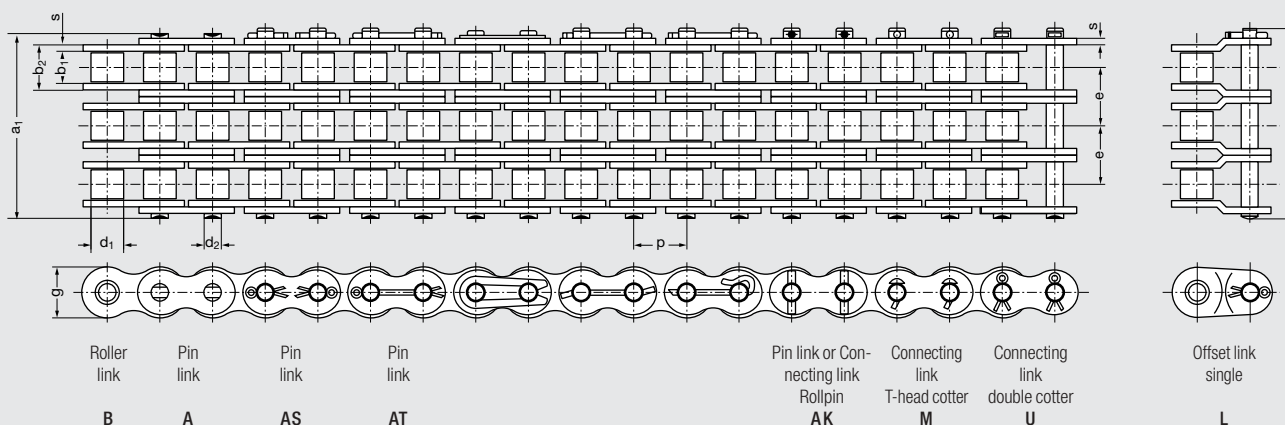 s
b2
b1
a1
s
e
e
d1
d2
p
g
Roller
link
B
Pin
link
A
Pin
link
AS
Pin
link
AT
Pin link or Con-
necting link
Rollpin
AK
Connecting
link
T-head cotter
M
Connecting
link
double cotter
U
Offset link
single
L